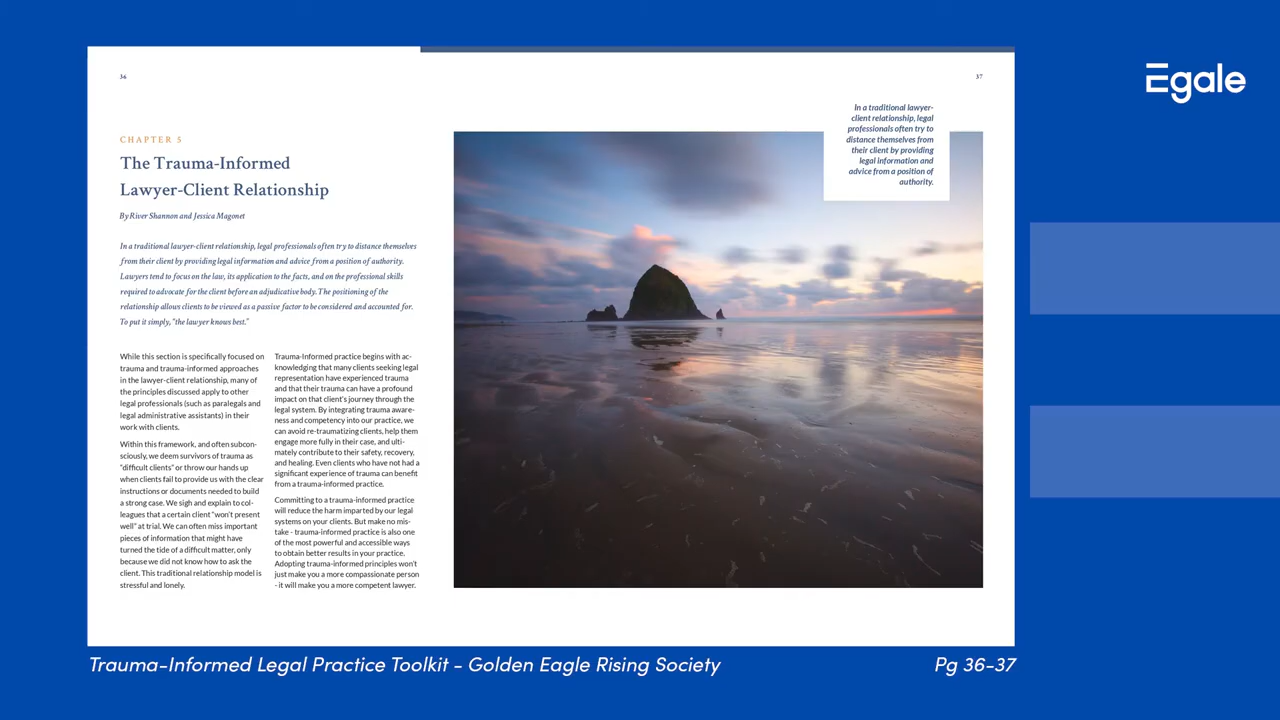 Egale
36
37
CHAPTER 5
The Trauma-Informed
Lawyer-Client Relationship
By River Shannon and Jessica Magonet
In a traditional lawyer-client relationship, legal professionals often try to distance themselves
from their client by providing legal information and advice from a position of authority.
Lawyers tend to focus on the law, its application to the facts, and on the professional skills
required to advocate for the client before an adjudicative body. The positioning of the
relationship allows clients to be viewed as a passive factor to be considered and accounted for.
To put it simply, "the lawyer knows best."
While this section is specifically focused on
trauma and trauma-informed approaches
in the lawyer-client relationship, many of
the principles discussed apply to other
legal professionals (such as paralegals and
legal administrative assistants) in their
work with clients.
Within this framework, and often subcon-
sciously, we deem survivors of trauma as
"difficult clients" or throw our hands up
when clients fail to provide us with the clear
instructions or documents needed to build
a strong case. We sigh and explain to col-
leagues that a certain client "won't present
well" at trial. We can often miss important
pieces of information that might have
turned the tide of a difficult matter, only
because we did not know how to ask the
client. This traditional relationship model is
stressful and lonely.
Trauma-Informed practice begins with ac-
knowledging that many clients seeking legal
representation have experienced trauma
and that their trauma can have a profound
impact on that client's journey through the
legal system. By integrating trauma aware-
ness and competency into our practice, we
can avoid re-traumatizing clients, help them
engage more fully in their case, and ulti-
mately contribute to their safety, recovery,
and healing. Even clients who have not had a
significant experience of trauma can benefit
from a trauma-informed practice.
Committing to a trauma-informed practice
will reduce the harm imparted by our legal
systems on your clients. But make no mis-
take - trauma-informed practice is also one
of the most powerful and accessible ways
to obtain better results in your practice.
Adopting trauma-informed principles won't
just make you a more compassionate person
- it will make you a more competent lawyer.
In a traditional lawyer-
client relationship, legal
professionals often try to
distance themselves from
their client by providing
legal information and
advice from a position of
authority.
Trauma-Informed Legal Practice Toolkit - Golden Eagle Rising Society
Pg 36-37